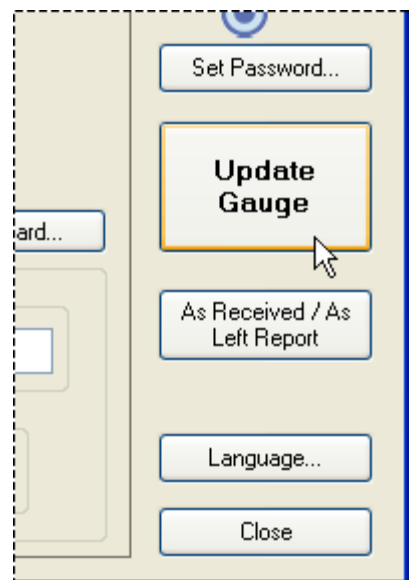 Set Password...
Update
Gauge
ard...
As Received / As
Left Report
Language...
Close